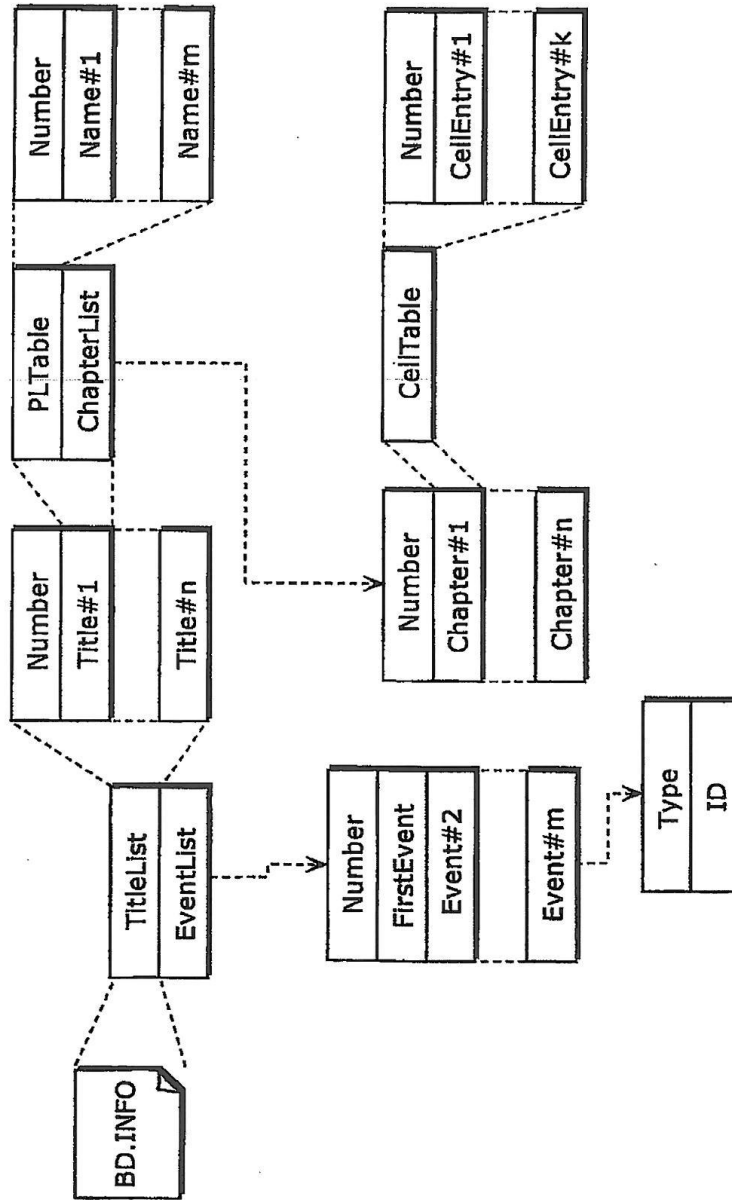 BD.INFO
TitleList
EventList
Number
Title#1
Title#n
PLTable
ChapterList
Number
Name#1
Name#m
Number
FirstEvent
Event#2
Event#m
Type
ID
Number
Chapter#1
Chapter#n
CellTable
Number
CellEntry#1
CellEntry#k